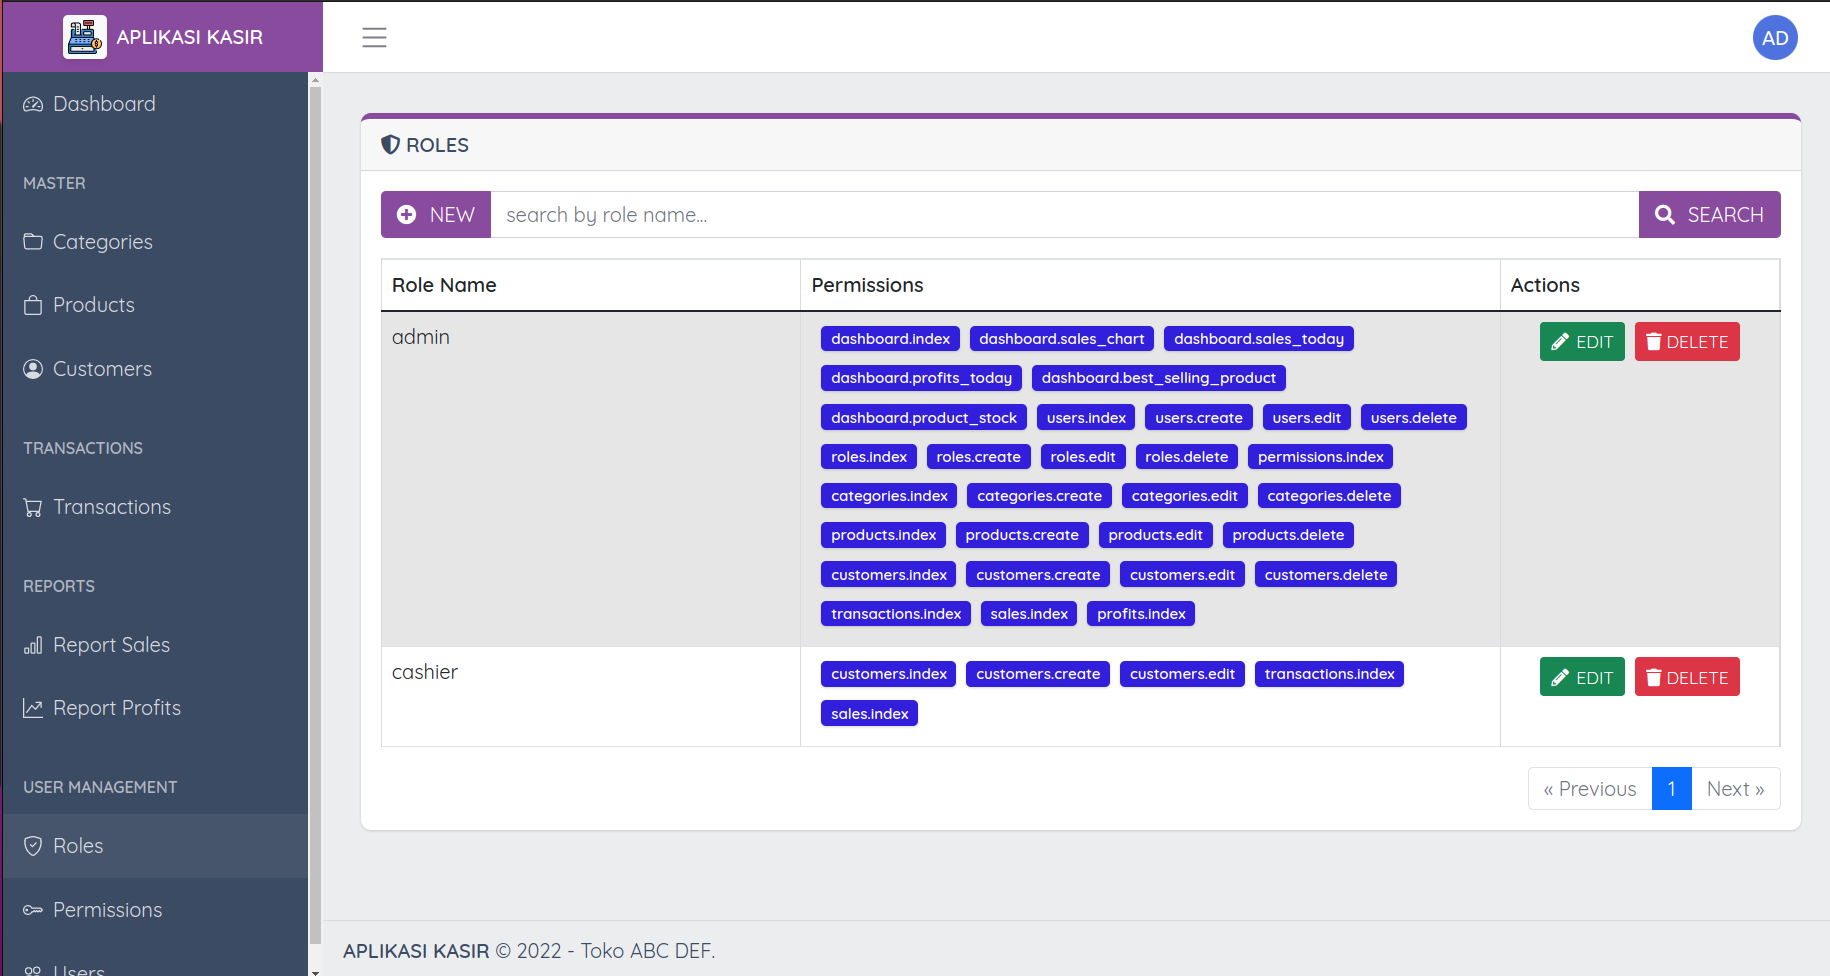 APLIKASI KASIR
AD
Dashboard
MASTER
Categories
Products
Customers
TRANSACTIONS
Transactions
REPORTS
Report Sales
Report Profits
USER MANAGEMENT
Roles
Permissions
Users
ROLES
NEW search by role name... SEARCH
Role Name Permissions Actions
admin dashboard.index dashboard.sales_chart dashboard.sales_today EDIT DELETE
dashboard.profits_today dashboard.best_selling_product
dashboard.product_stock users.index users.create users.edit users.delete
roles.index roles.create roles.edit roles.delete permissions.index
categories.index categories.create categories.edit categories.delete
products.index products.create products.edit products.delete
customers.index customers.create customers.edit customers.delete
transactions.index sales.index profits.index
cashier customers.index customers.create customers.edit transactions.index EDIT DELETE
sales.index
« Previous 1 Next »
APLIKASI KASIR © 2022 - Toko ABC DEF.